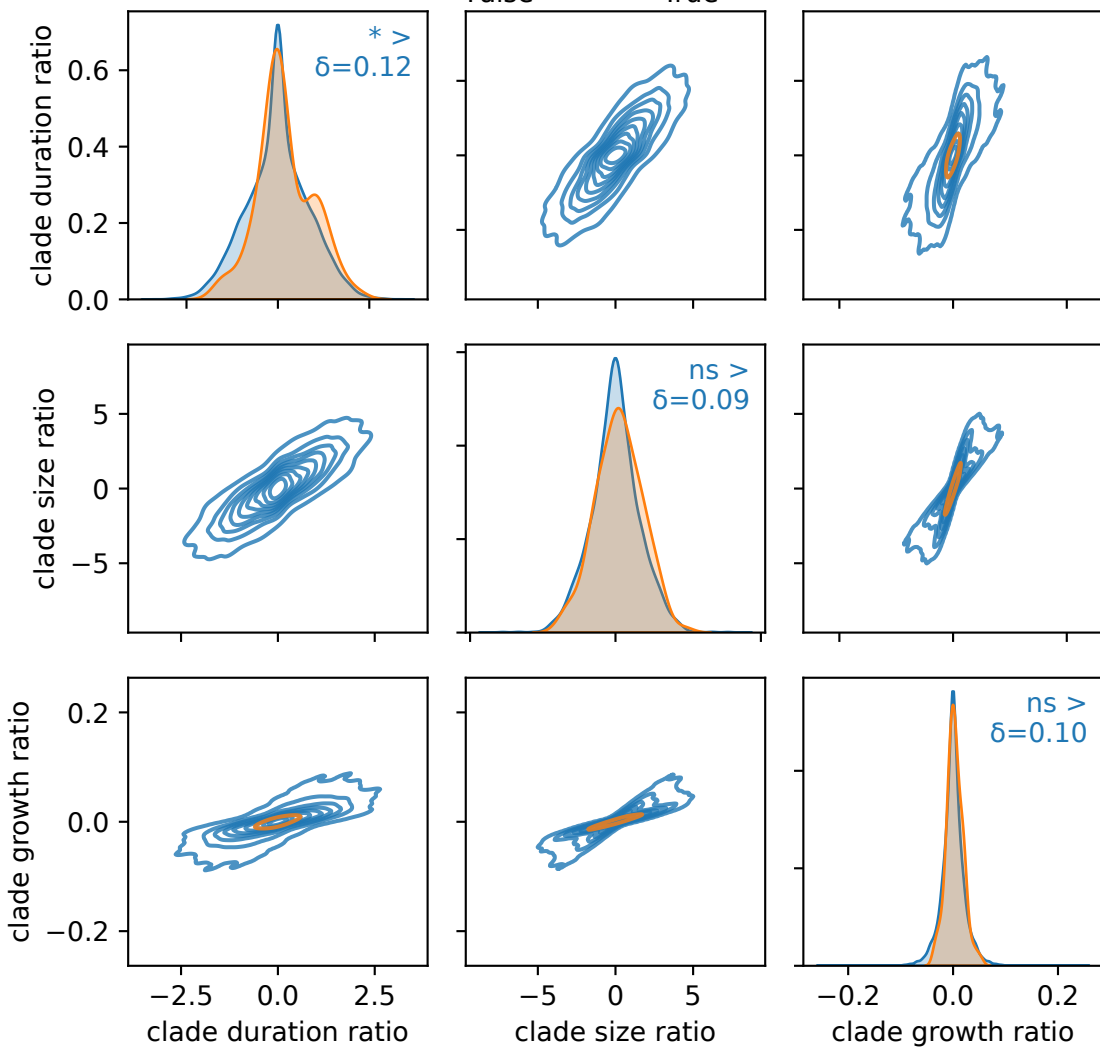 * >
δ=0.12
0.6
0.4
0.2
0.0
clade duration ratio
ns >
δ=0.09
5
0
−5
clade size ratio
ns >
δ=0.10
0.2
0.0
−0.2
clade growth ratio
−2.5 0.0 2.5
−5 0 5
−0.2 0.0 0.2
clade duration ratio
clade size ratio
clade growth ratio